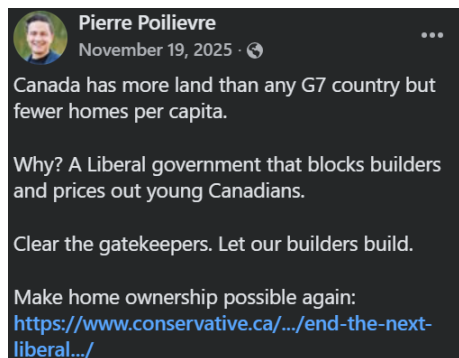 Pierre Poilievre
November 19, 2025 ·
Canada has more land than any G7 country but
fewer homes per capita.
Why? A Liberal government that blocks builders
and prices out young Canadians.
Clear the gatekeepers. Let our builders build.
Make home ownership possible again:
https://www.conservative.ca/.../end-the-next-
liberal.../